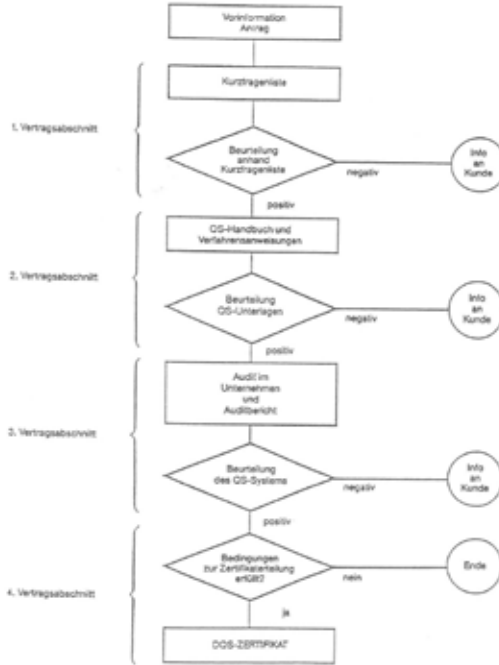 Vorinformation
Antrag
Kurzfragenliste
1. Vertragsabschnitt
Beurteilung
anhand
Kurzfragenliste
negativ
Info
an
Kunde
positiv
QS-Handbuch und
Verfahrensanweisungen
2. Vertragsabschnitt
Beurteilung
QS-Unterlagen
negativ
Info
an
Kunde
positiv
Audit im
Unternehmen
und
Auditbericht
3. Vertragsabschnitt
Beurteilung
des QS-Systems
negativ
Info
an
Kunde
positiv
Bedingungen
zur Zertifikaterteilung
erfüllt?
nein
Ende
4. Vertragsabschnitt
ja
DQS-ZERTIFIKAT